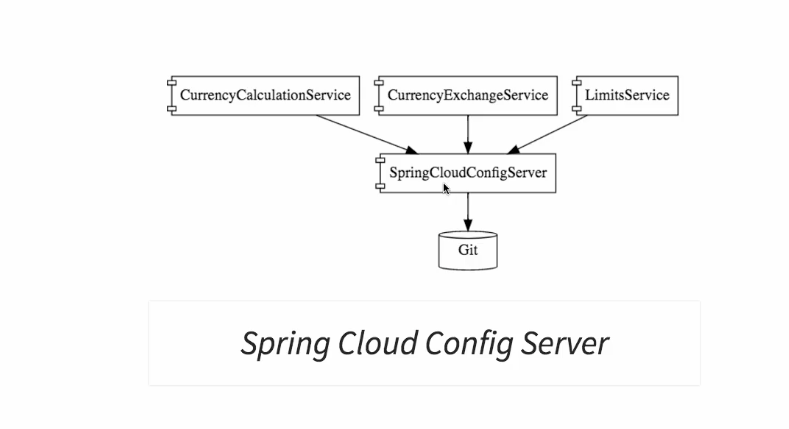 CurrencyCalculationService
CurrencyExchangeService
LimitsService
SpringCloudConfigServer
Git
Spring Cloud Config Server